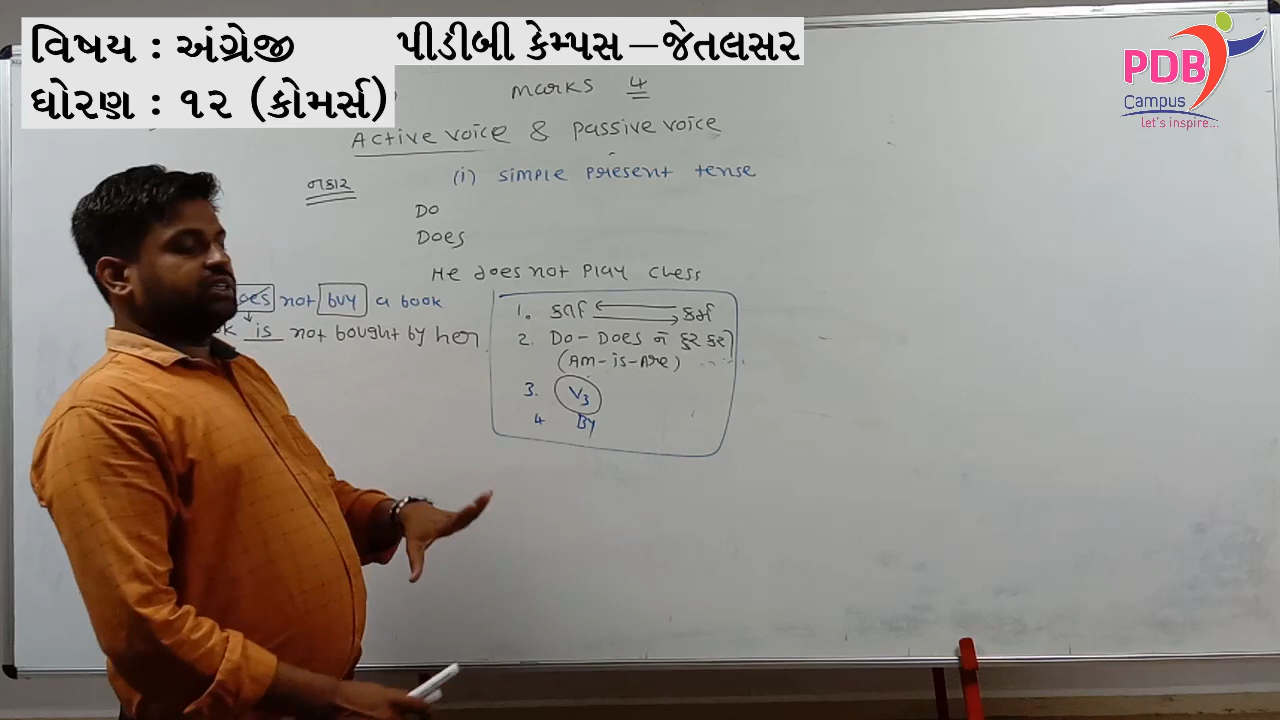 વિષય : અંગ્રેજી
પીડીબી કેમ્પસ – જેતલસર
ધોરણ : ૧૨ (કોમર્સ)
PDB
Campus
let's inspire...
marks 4
Active voice & passive voice
નકાર
(i) simple present tense
Do
Does
He does not play chess
oes not buy a book
k is not bought by her
1. કર્તા કર્મ
2. Do - Does ને દુર કરો
(Am - is - Are)
3. V3
4 By